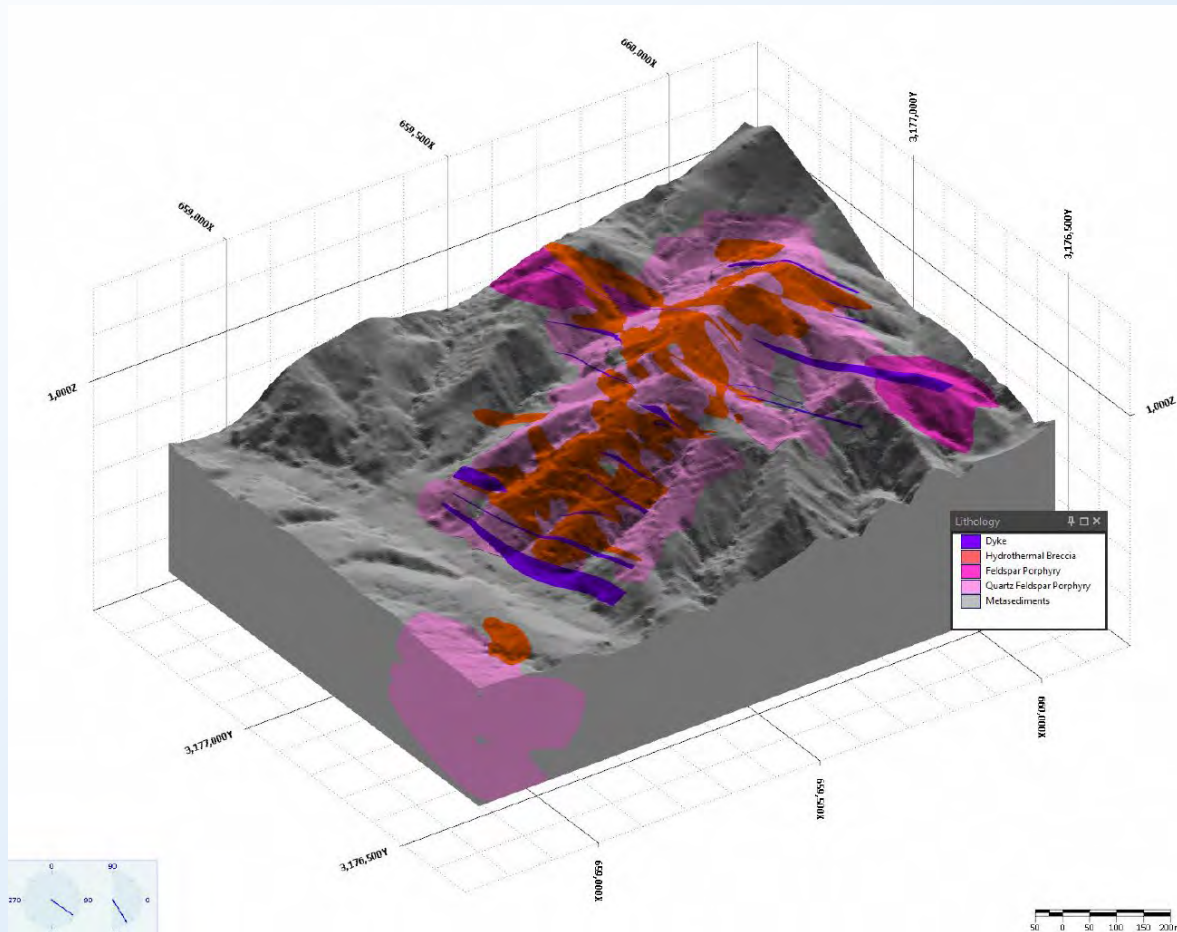 660,000X
659,500X
659,000X
3,177,000Y
3,176,500Y
1,000Z
1,000Z
Lithology
Dyke
Hydrothermal Breccia
Feldspar Porphyry
Quartz Feldspar Porphyry
Metasediments
660,000X
3,177,000Y
659,500X
3,176,500Y
659,000X
0
270
90
90
0
50 0 50 100 150 200